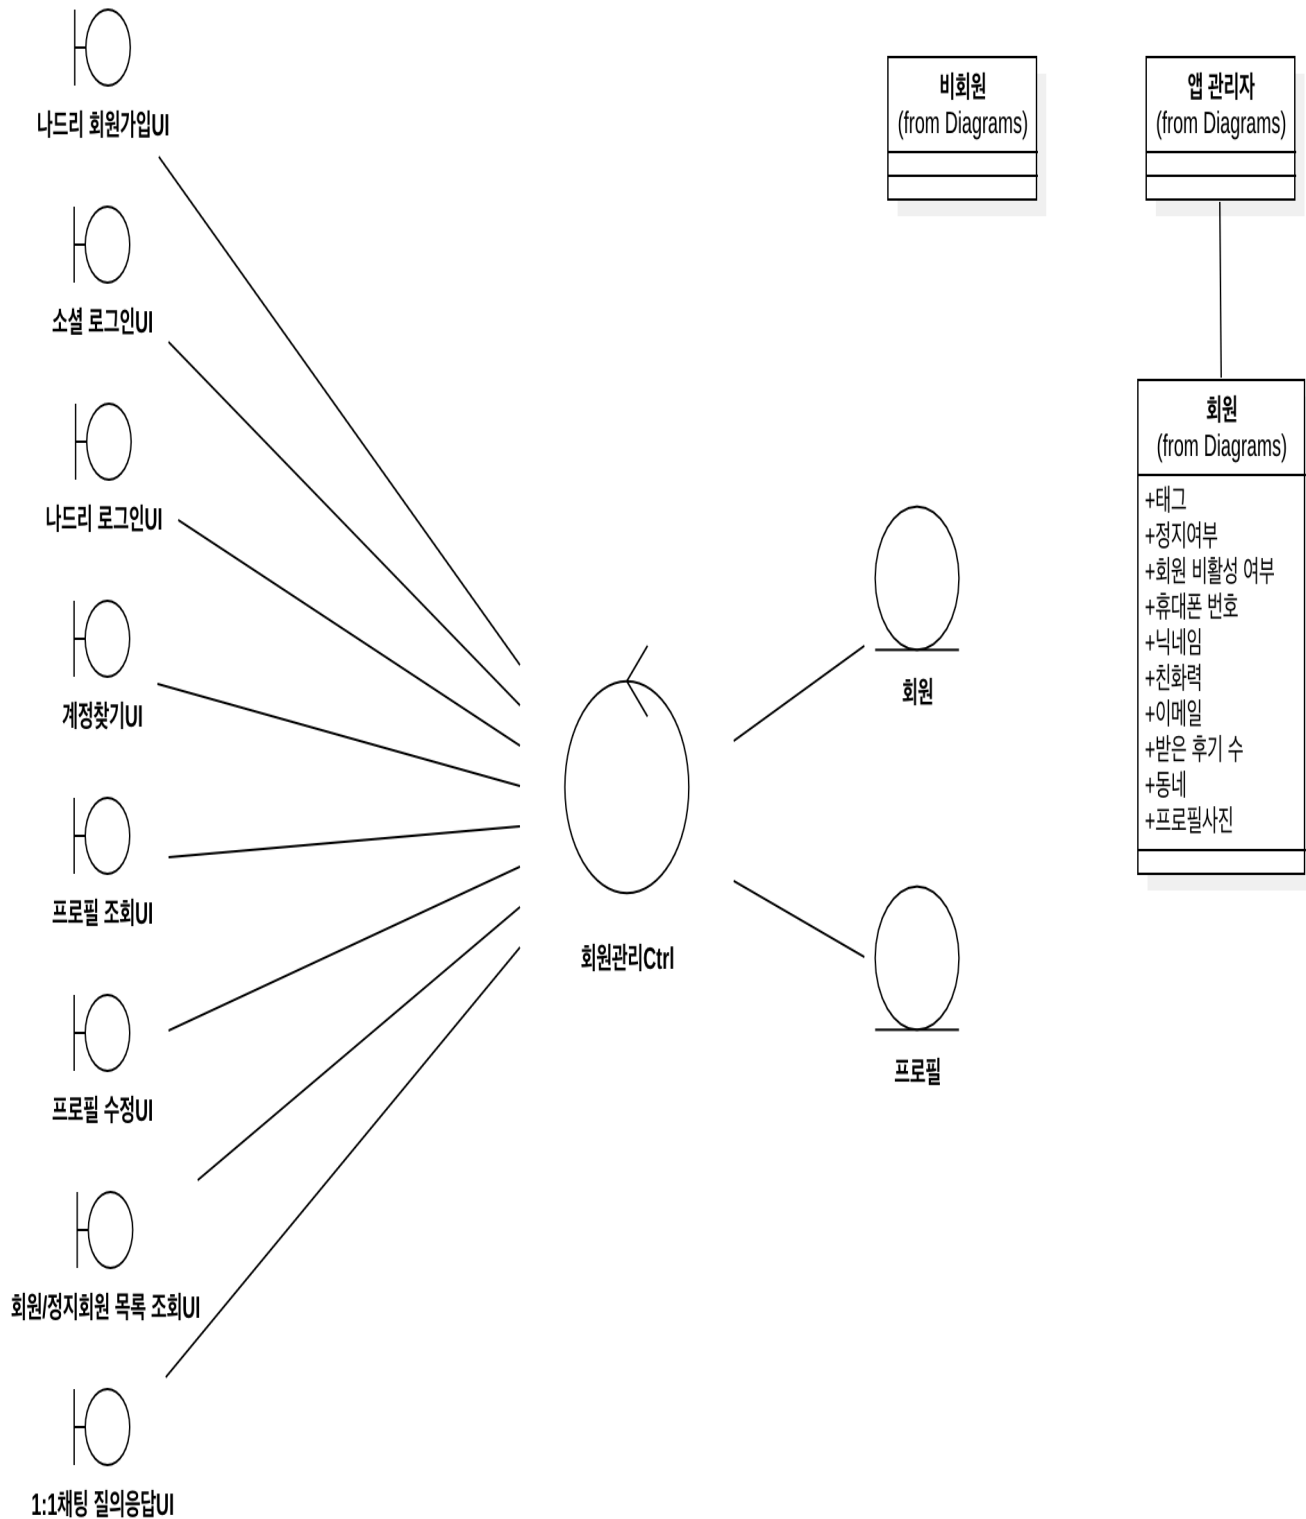 나드리 회원가입UI
소셜 로그인UI
나드리 로그인UI
계정찾기UI
프로필 조회UI
프로필 수정UI
회원/정지회원 목록 조회UI
1:1채팅 질의응답UI
회원관리Ctrl
회원
프로필
비회원
(from Diagrams)
앱 관리자
(from Diagrams)
회원
(from Diagrams)
+태그
+정지여부
+회원 비활성 여부
+휴대폰 번호
+닉네임
+친화력
+이메일
+받은 후기 수
+동네
+프로필사진